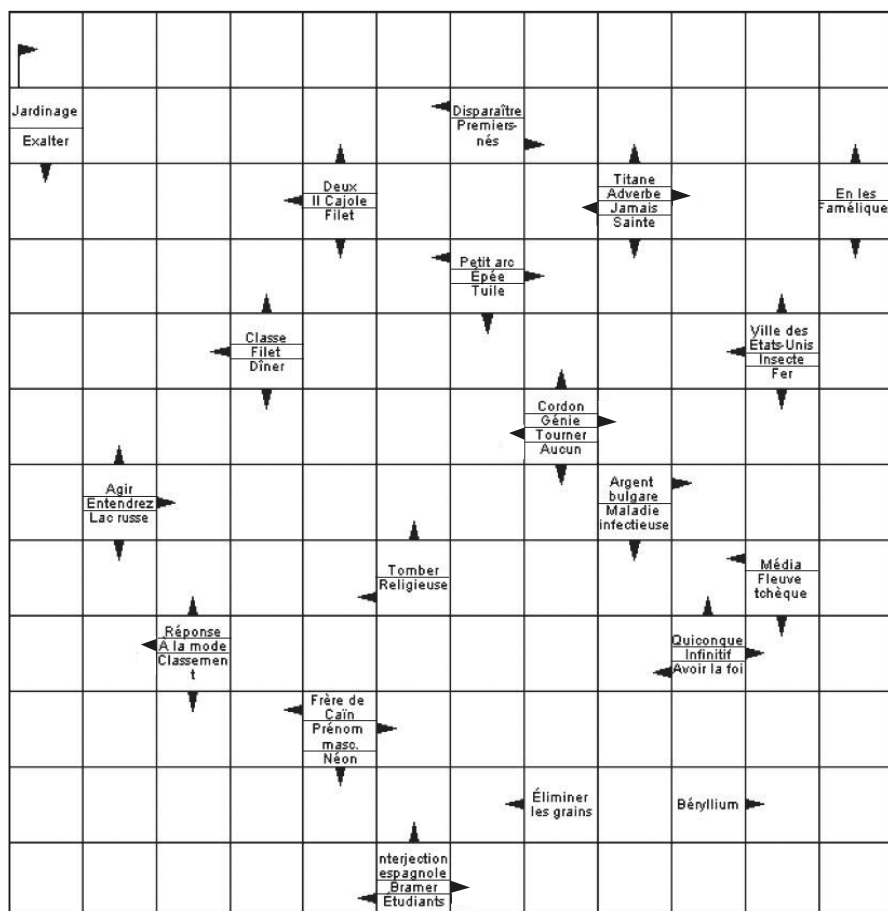 Jardinage
Exalter
Disparaître
Premiers-
nés
Deux
Il Cajole
Filet
Titane
Adverbe
Jamais
Sainte
En les
Famélique
Petit arc
Épée
Tuile
Classe
Filet
Dîner
Ville des
États-Unis
Insecte
Fer
Cordon
Génie
Tourner
Aucun
Agir
Entendrez
Lac russe
Argent
bulgare
Maladie
infectieuse
Tomber
Religieuse
Média
Fleuve
tchèque
Réponse
À la mode
Classemen
t
Quiconque
Infinitif
Avoir la foi
Frère de
Caïn
Prénom
masc.
Néon
Éliminer
les grains
Béryllium
nterjection
espagnole
Bramer
Étudiants